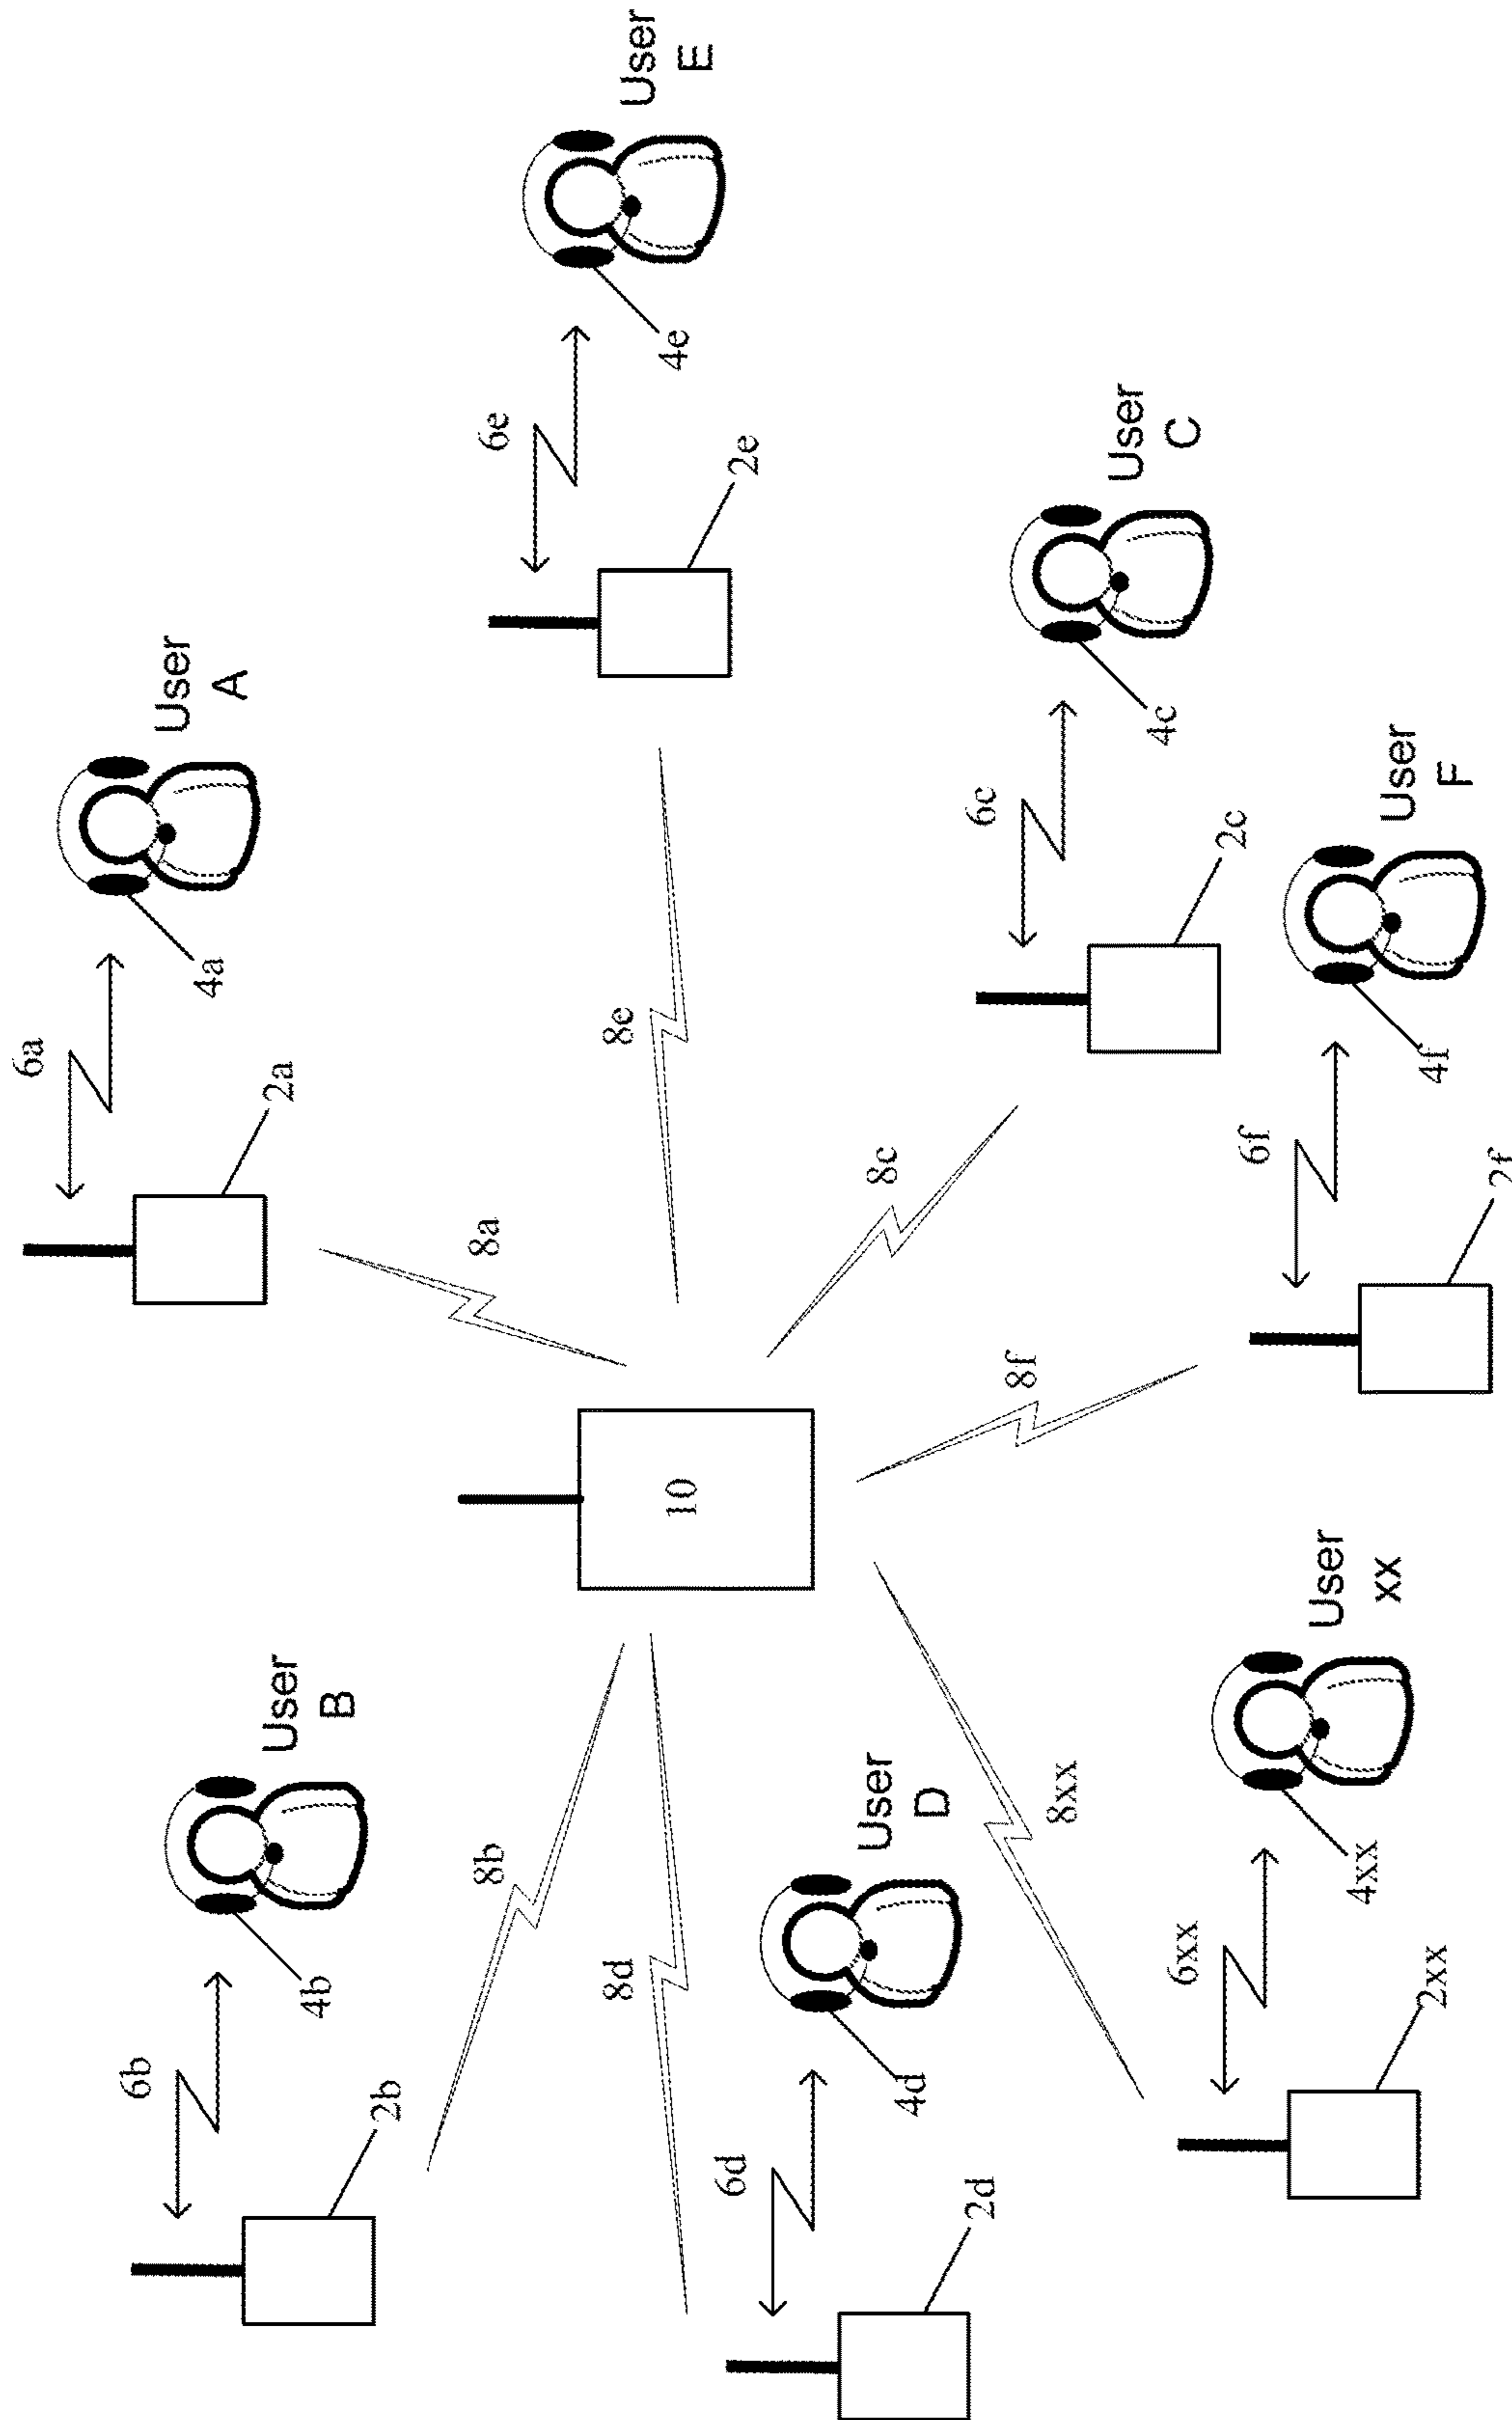 6a
4a
User
A
2a
6b
4b
User
B
2b
6e
4e
User
E
2e
8a
8b
8e
8d
10
6d
4d
User
D
2d
8c
8f
8xx
6c
4c
User
C
2c
6f
4f
User
F
2f
6xx
4xx
User
xx
2xx